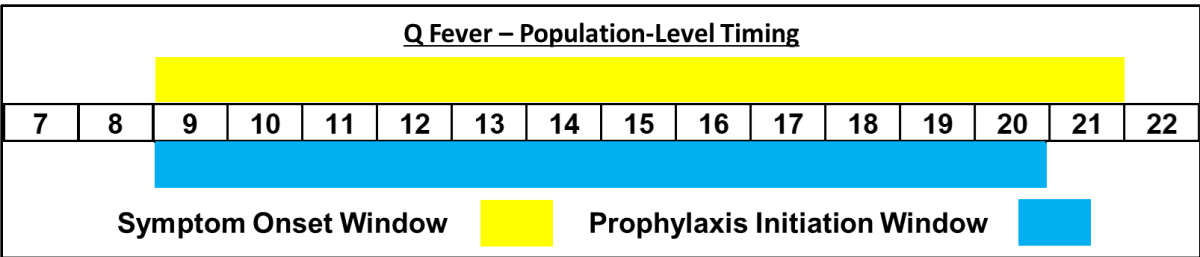 Q Fever – Population-Level Timing
7 8 9 10 11 12 13 14 15 16 17 18 19 20 21 22
Symptom Onset Window Prophylaxis Initiation Window